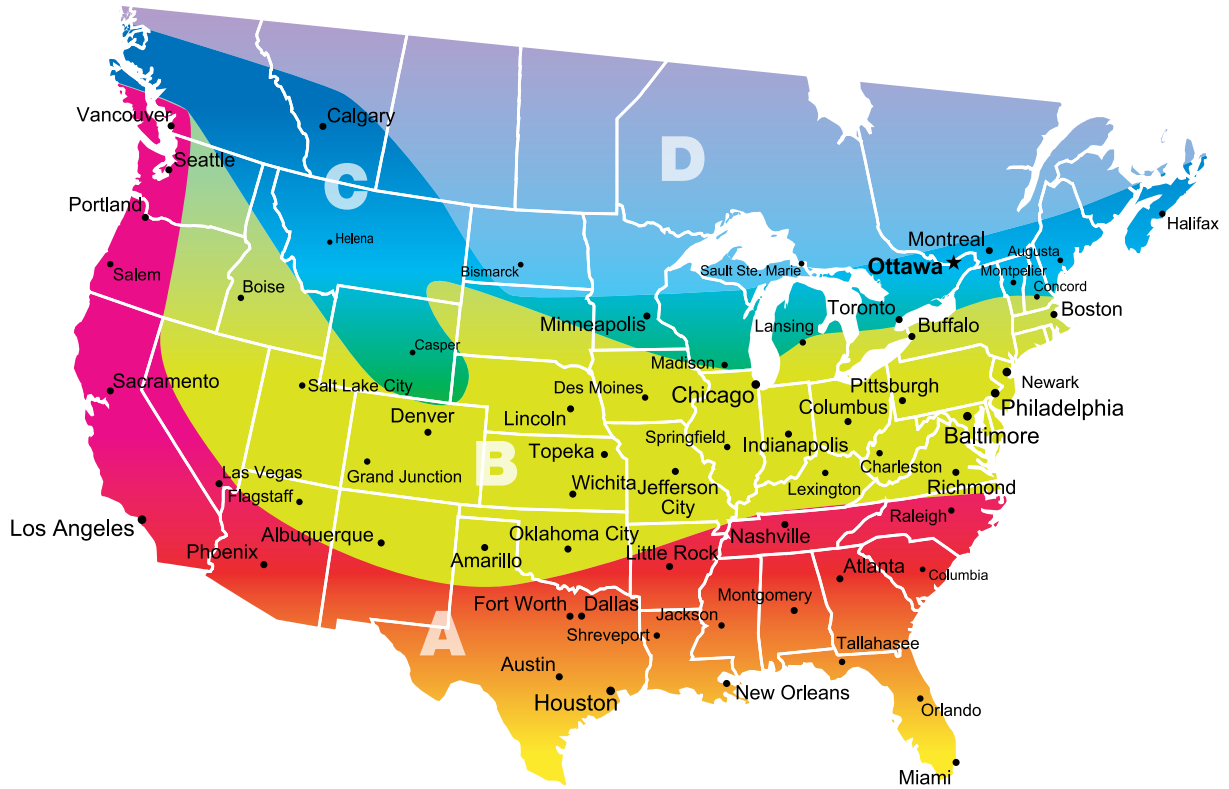 Vancouver
Calgary
Seattle
D
C
Portland
Halifax
Helena
Montreal
Augusta
Salem
Bismarck
Sault Ste. Marie
Ottawa
Montpelier
Boise
Concord
Toronto
Boston
Minneapolis
Lansing
Buffalo
Casper
Madison
Sacramento
Salt Lake City
Des Moines
Chicago
Pittsburgh
Newark
Denver
Lincoln
Columbus
Philadelphia
Springfield
Indianapolis
Baltimore
Topeka
B
Las Vegas
Grand Junction
Charleston
Flagstaff
Wichita
Jefferson
City
Lexington
Richmond
Los Angeles
Raleigh
Albuquerque
Oklahoma City
Nashville
Phoenix
Amarillo
Little Rock
Atlanta
Columbia
Fort Worth
Dallas
Montgomery
A
Jackson
Shreveport
Tallahasee
Austin
Houston
New Orleans
Orlando
Miami